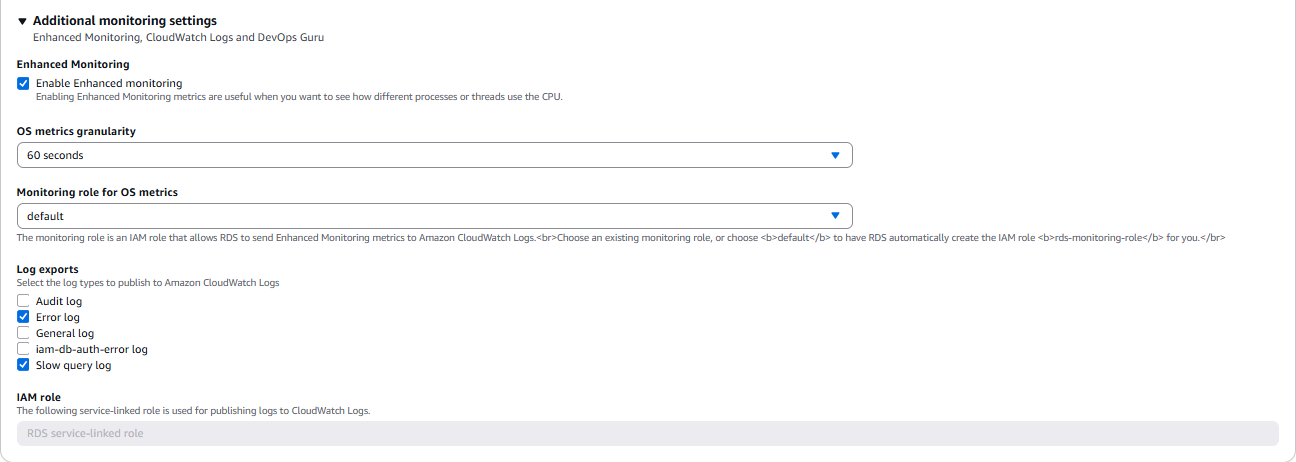 Additional monitoring settings
Enhanced Monitoring, CloudWatch Logs and DevOps Guru
Enhanced Monitoring
Enable Enhanced monitoring
Enabling Enhanced Monitoring metrics are useful when you want to see how different processes or threads use the CPU.
OS metrics granularity
60 seconds
Monitoring role for OS metrics
default
The monitoring role is an IAM role that allows RDS to send Enhanced Monitoring metrics to Amazon CloudWatch Logs.<br>Choose an existing monitoring role, or choose <b>default</b> to have RDS automatically create the IAM role <b>rds-monitoring-role</b> for you.</br>
Log exports
Select the log types to publish to Amazon CloudWatch Logs
Audit log
Error log
General log
iam-db-auth-error log
Slow query log
IAM role
The following service-linked role is used for publishing logs to CloudWatch Logs.
RDS service-linked role